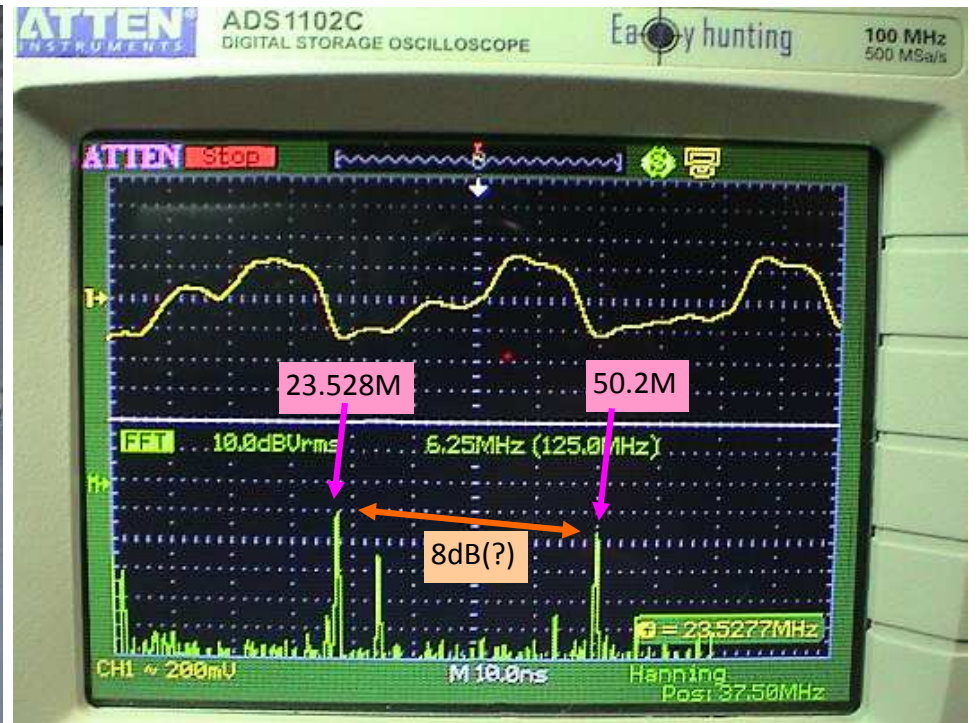 ATTEN
INSTRUMENTS
ADS1102C
DIGITAL STORAGE OSCILLOSCOPE
Ea y hunting
100 MHz
500 MSa/s
ATTEN Stop
23.528M
50.2M
FFT 10.0dBVrms 6.25MHz (125.0MHz)
8dB(?)
= 23.5277MHz
CH1 ~ 200mV
M 10.0ns
Hanning
Pos: 37.50MHz